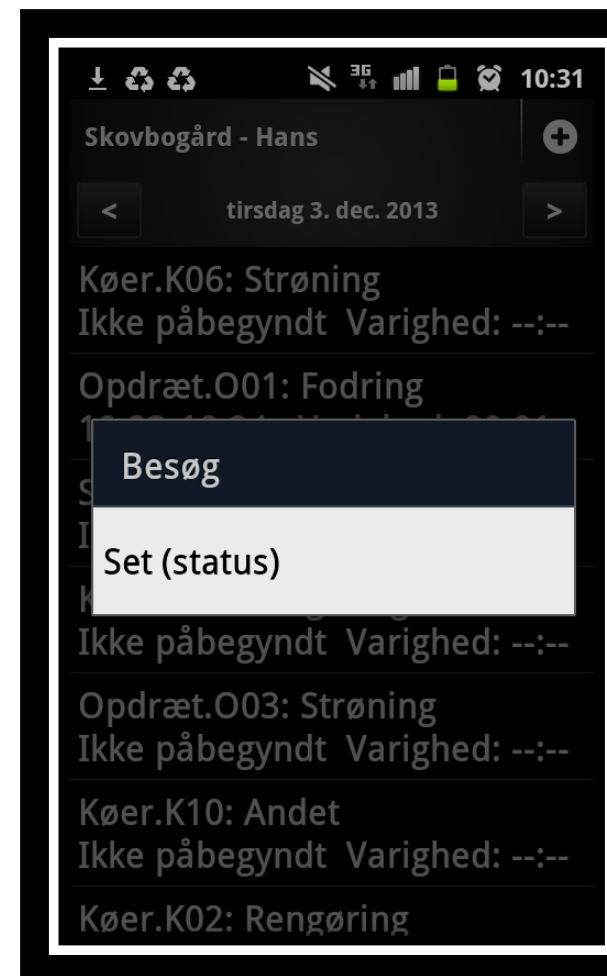 3G 10:31
Skovbogård - Hans
< tirsdag 3. dec. 2013 >
Køer.K06: Strøning
Ikke påbegyndt Varighed: --:--
Opdræt.O01: Fodring
Besøg
Set (status)
Ikke påbegyndt Varighed: --:--
Opdræt.O03: Strøning
Ikke påbegyndt Varighed: --:--
Køer.K10: Andet
Ikke påbegyndt Varighed: --:--
Køer.K02: Rengøring